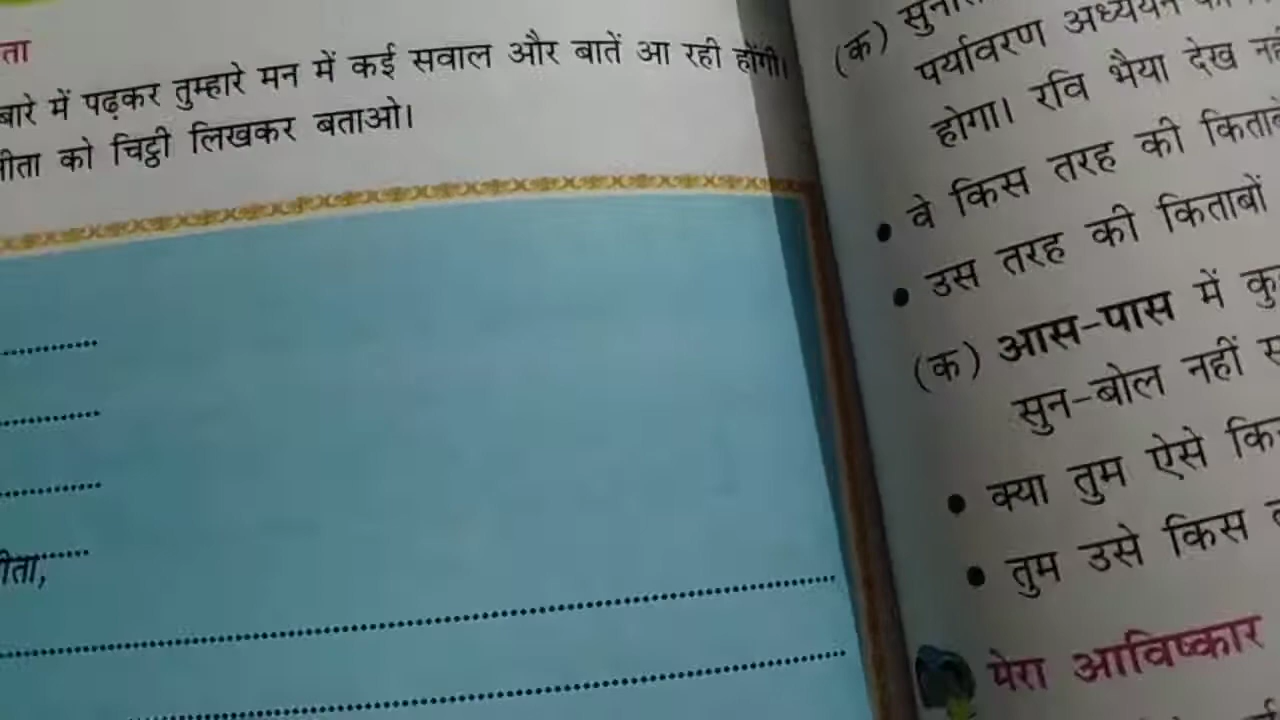 ता
बारे में पढ़कर तुम्हारे मन में कई सवाल और बातें आ रही होंगी।
को चिट्ठी लिखकर बताओ।
(क)
पर्यावरण अध्ययन
होगा। रवि भैया देख
वे किस तरह की
• उस तरह की किताबों
(क) आस-पास में
सुन-बोल नहीं
• क्या तुम ऐसे
• तुम उसे किस
मेरा आविष्कार